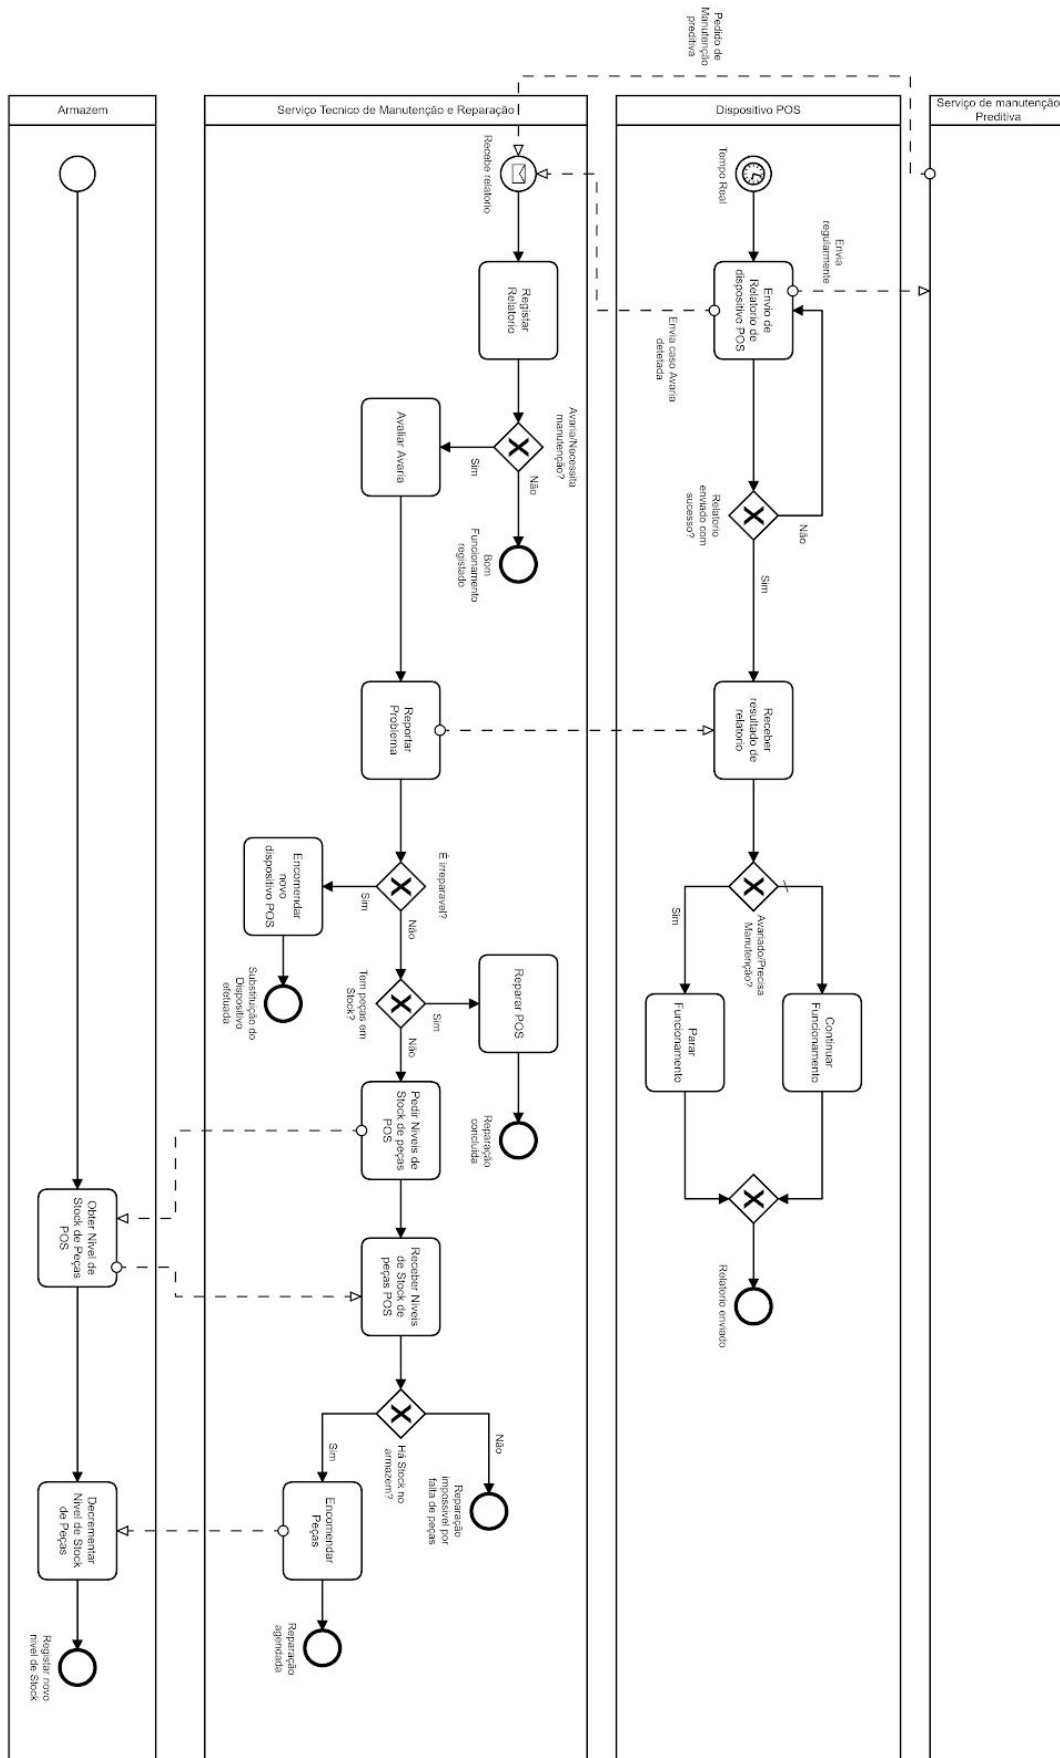 Pedido de
Manutenção
preditiva
Armazem
Serviço Tecnico de Manutenção e Reparação
Dispositivo POS
Serviço de manutenção
Preditiva
Recebe relatorio
Tempo Real
Envia
regularmente
Registar
Relatorio
Envio de
Relatorio de
dispositivo POS
Envia caso Avaria
detetada
Avaria/Necessita
manutenção?
Avaliar Avaria
Sim
Não
Relatorio
enviado com
sucesso?
Não
Bom
Funcionamento
registado
Sim
Reportar
Problema
Receber
resultado de
relatorio
É irreparavel?
Encomendar
novo
dispositivo POS
Sim
Não
Avariado/Precisa
Manutenção?
Sim
Substituição do
Dispositivo
efetuada
Tem peças em
Stock?
Sim
Reparar POS
Não
Parar
Funcionamento
Continuar
Funcionamento
Pedir Niveis de
Stock de peças
POS
Reparação
concluida
Obter Nivel de
Stock de Peças
POS
Receber Niveis
de Stock de
peças POS
Relatorio enviado
Há Stock no
armazem?
Não
Sim
Reparação
impossivel por
falta de peças
Decrementar
Nivel de Stock
de Peças
Encomendar
Peças
Registar novo
nivel de Stock
Reparação
agendada